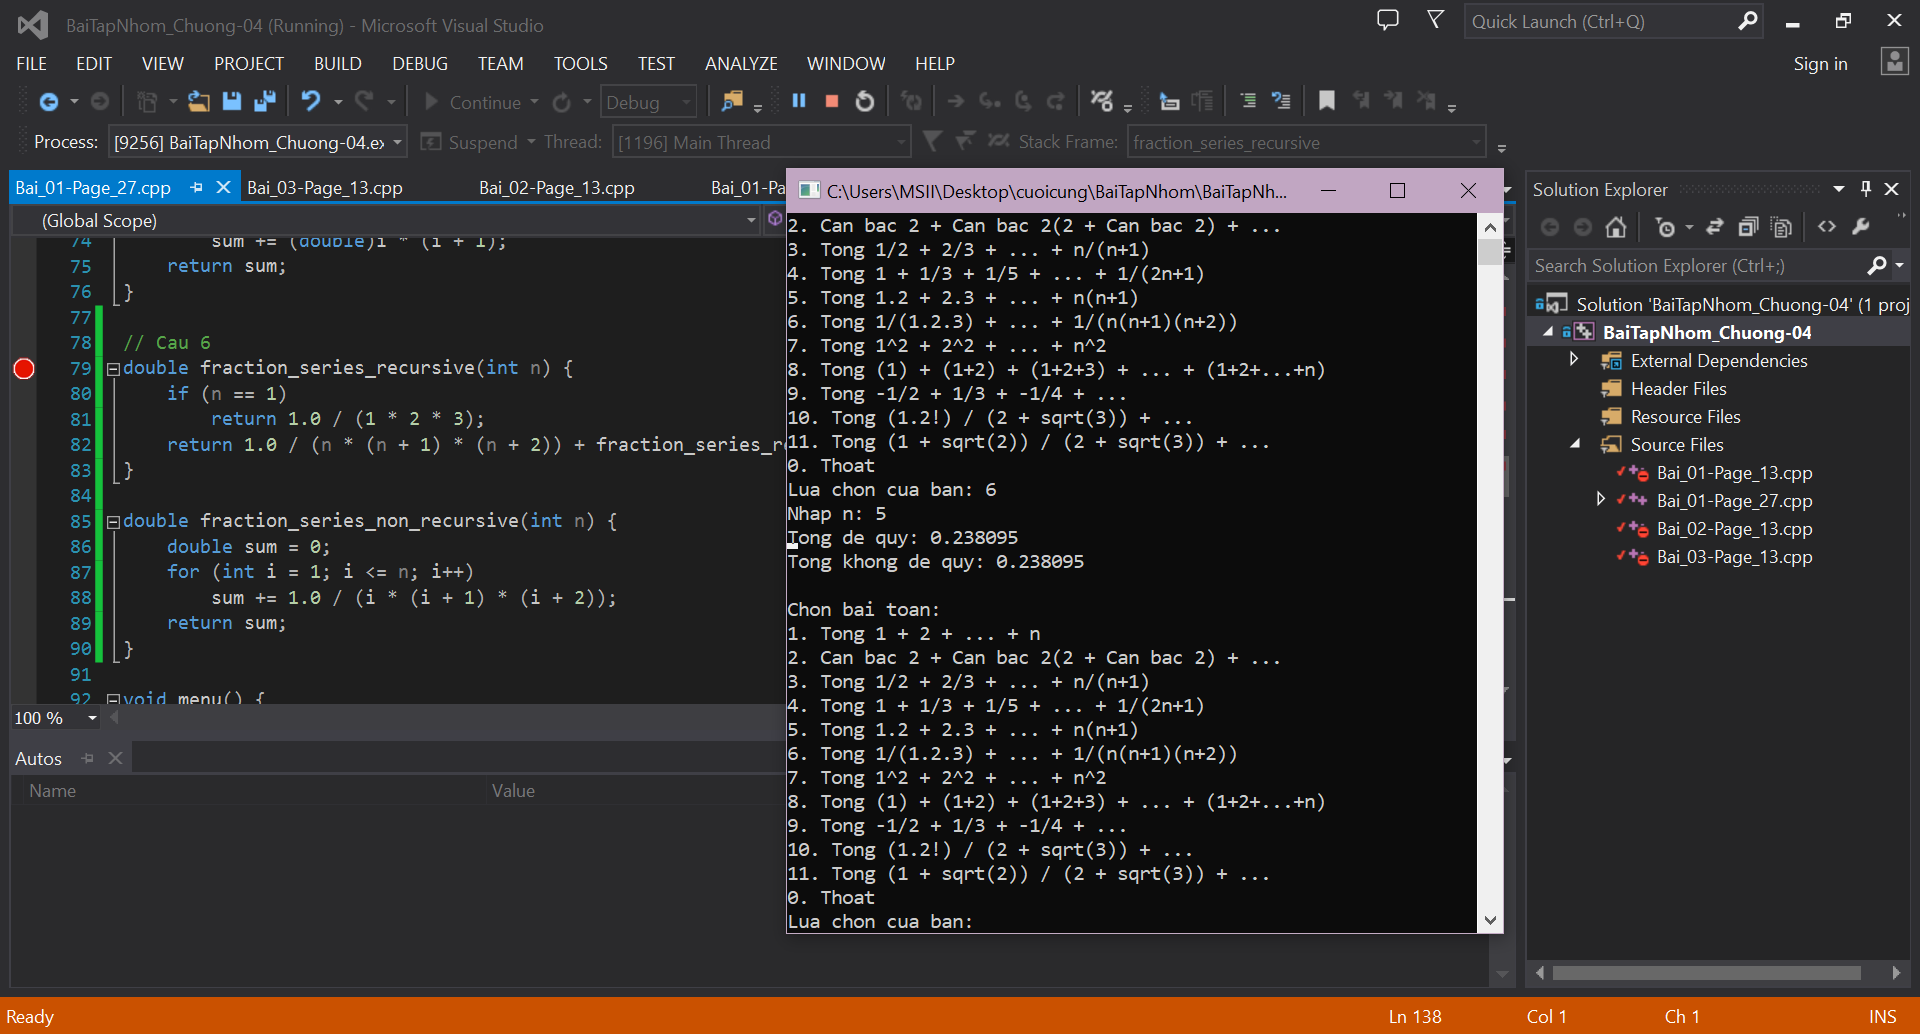 BaiTapNhom_Chuong-04 (Running) - Microsoft Visual Studio
Quick Launch (Ctrl+Q)
FILE EDIT VIEW PROJECT BUILD DEBUG TEAM TOOLS TEST ANALYZE WINDOW HELP
Sign in
Continue Debug
Process: [9256] BaiTapNhom_Chuong-04.ex Suspend Thread: [1196] Main Thread Stack Frame: fraction_series_recursive
Bai_01-Page_27.cpp Bai_03-Page_13.cpp Bai_02-Page_13.cpp Bai_01-Pa
(Global Scope)
74 sum += (double)i * (i + 1);
75 return sum;
76 }
77
78 // Cau 6
79 double fraction_series_recursive(int n) {
80 if (n == 1)
81 return 1.0 / (1 * 2 * 3);
82 return 1.0 / (n * (n + 1) * (n + 2)) + fraction_series_r
83 }
84
85 double fraction_series_non_recursive(int n) {
86 double sum = 0;
87 for (int i = 1; i <= n; i++)
88 sum += 1.0 / (i * (i + 1) * (i + 2));
89 return sum;
90 }
91
92 void menu() {
100 %
Autos
Name Value
C:\Users\MSII\Desktop\cuoicung\BaiTapNhom\BaiTapNh...
2. Can bac 2 + Can bac 2(2 + Can bac 2) + ...
3. Tong 1/2 + 2/3 + ... + n/(n+1)
4. Tong 1 + 1/3 + 1/5 + ... + 1/(2n+1)
5. Tong 1.2 + 2.3 + ... + n(n+1)
6. Tong 1/(1.2.3) + ... + 1/(n(n+1)(n+2))
7. Tong 1^2 + 2^2 + ... + n^2
8. Tong (1) + (1+2) + (1+2+3) + ... + (1+2+...+n)
9. Tong -1/2 + 1/3 + -1/4 + ...
10. Tong (1.2!) / (2 + sqrt(3)) + ...
11. Tong (1 + sqrt(2)) / (2 + sqrt(3)) + ...
0. Thoat
Lua chon cua ban: 6
Nhap n: 5
Tong de quy: 0.238095
Tong khong de quy: 0.238095
Chon bai toan:
1. Tong 1 + 2 + ... + n
2. Can bac 2 + Can bac 2(2 + Can bac 2) + ...
3. Tong 1/2 + 2/3 + ... + n/(n+1)
4. Tong 1 + 1/3 + 1/5 + ... + 1/(2n+1)
5. Tong 1.2 + 2.3 + ... + n(n+1)
6. Tong 1/(1.2.3) + ... + 1/(n(n+1)(n+2))
7. Tong 1^2 + 2^2 + ... + n^2
8. Tong (1) + (1+2) + (1+2+3) + ... + (1+2+...+n)
9. Tong -1/2 + 1/3 + -1/4 + ...
10. Tong (1.2!) / (2 + sqrt(3)) + ...
11. Tong (1 + sqrt(2)) / (2 + sqrt(3)) + ...
0. Thoat
Lua chon cua ban:
Solution Explorer
Search Solution Explorer (Ctrl+;)
Solution 'BaiTapNhom_Chuong-04' (1 proj
BaiTapNhom_Chuong-04
External Dependencies
Header Files
Resource Files
Source Files
Bai_01-Page_13.cpp
Bai_01-Page_27.cpp
Bai_02-Page_13.cpp
Bai_03-Page_13.cpp
Ready Ln 138 Col 1 Ch 1 INS